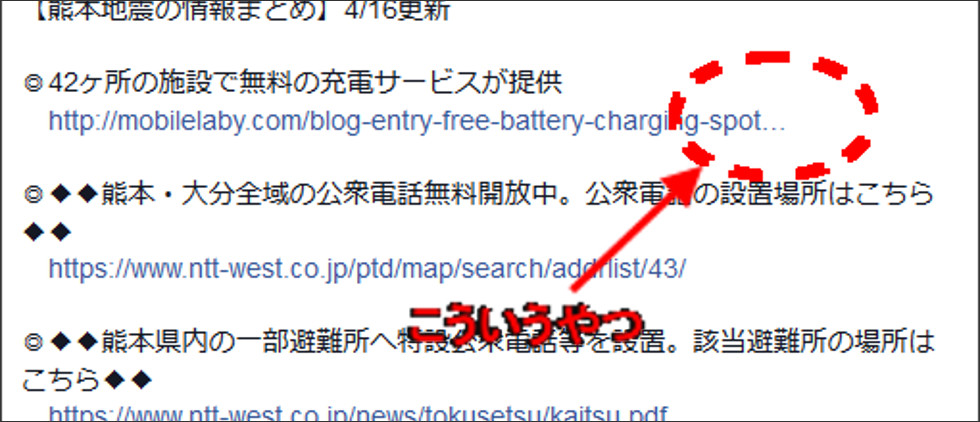 【熊本地震の情報まとめ】4/16更新
◎42ヶ所の施設で無料の充電サービスが提供
http://mobilelaby.com/blog-entry-free-battery-charging-spot...
◎◆◆熊本・大分全域の公衆電話無料開放中。公衆電話の設置場所はこちら
◆◆
https://www.ntt-west.co.jp/ptd/map/search/addrlist/43/
こういうやつ
◎◆◆熊本県内の一部避難所へ特設公衆電話等を設置。該当避難所の場所は
こちら◆◆
https://www.ntt-west.co.jp/news/tokusetsu/kaitsu.pdf